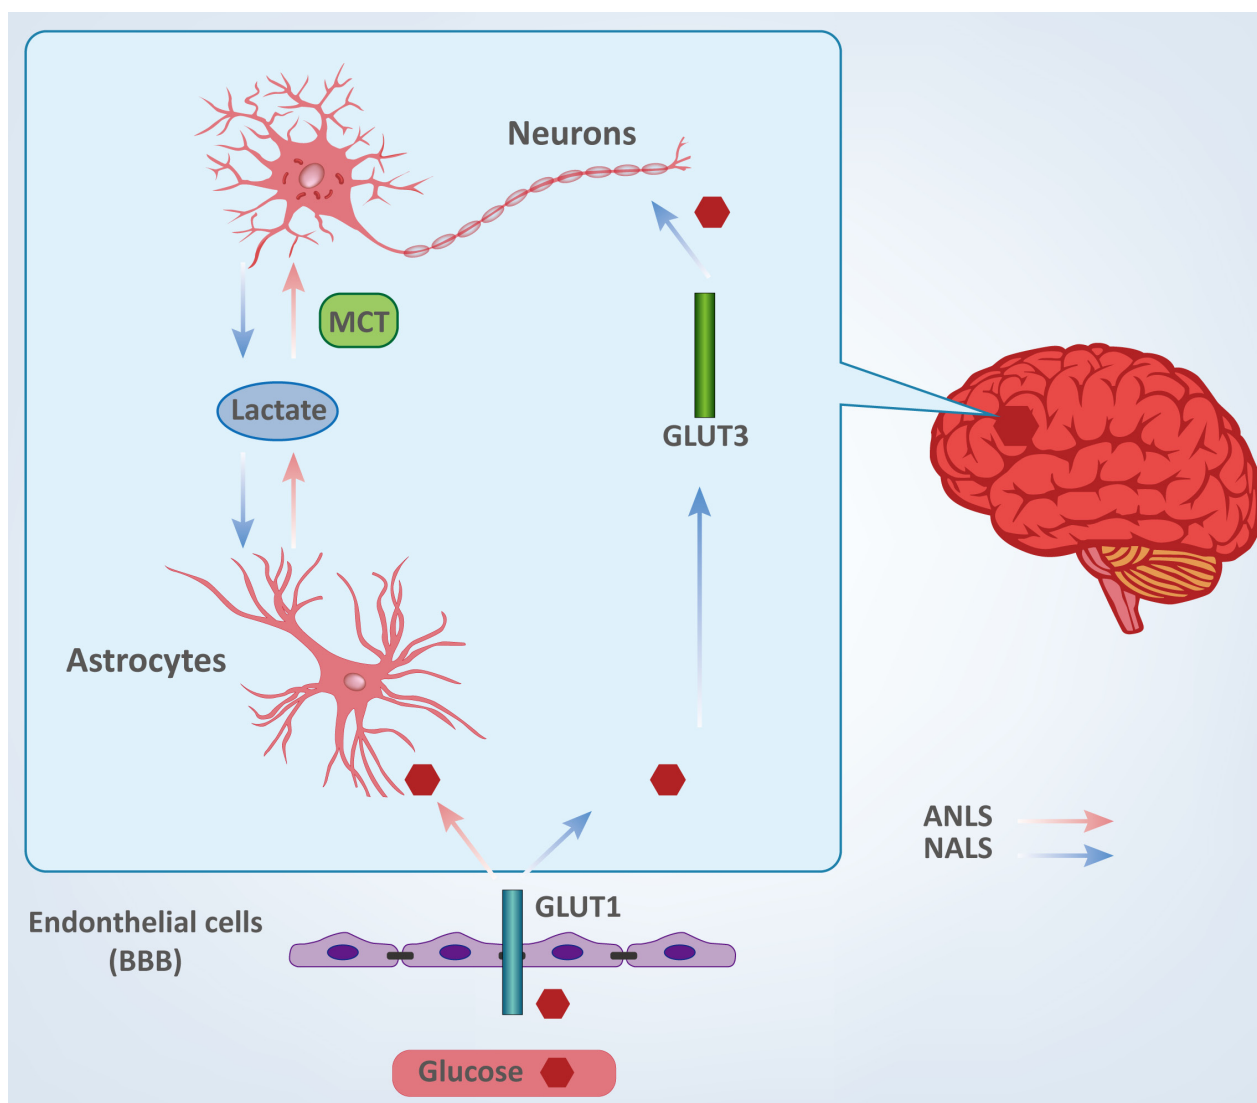 Neurons
MCT
Lactate
GLUT3
Astrocytes
ANLS
NALS
GLUT1
Endonthelial cells
(BBB)
Glucose